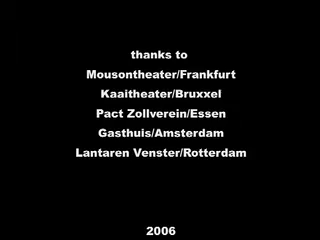 thanks to
Mousontheater/Frankfurt
Kaaitheater/Bruxxel
Pact Zollverein/Essen
Gasthuis/Amsterdam
Lantaren Venster/Rotterdam
2006